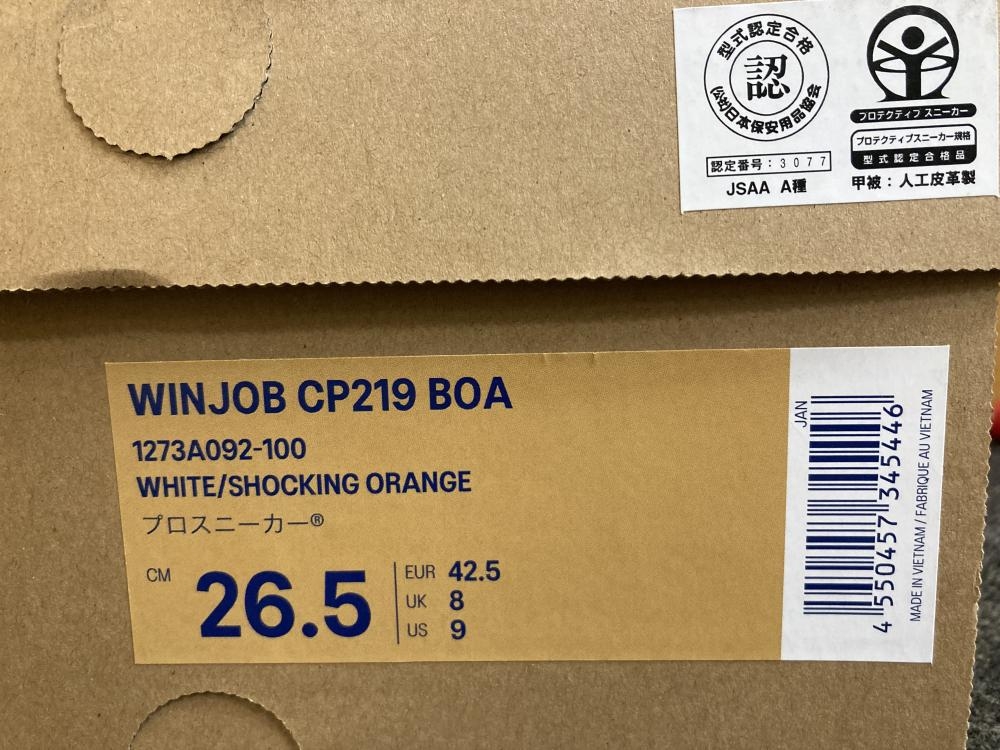 型式認定合格
認
(公社)日本保安用品協会
認定番号:3077
JSAA A種
プロテクティブ スニーカー
プロテクティブスニーカー規格
型式認定合格品
甲被:人工皮革製
WINJOB CP219 BOA
1273A092-100
WHITE/SHOCKING ORANGE
プロスニーカー®
CM
26.5
EUR 42.5
UK 8
US 9
JAN
4 550457 345446
MADE IN VIETNAM / FABRIQUE AU VIETNAM